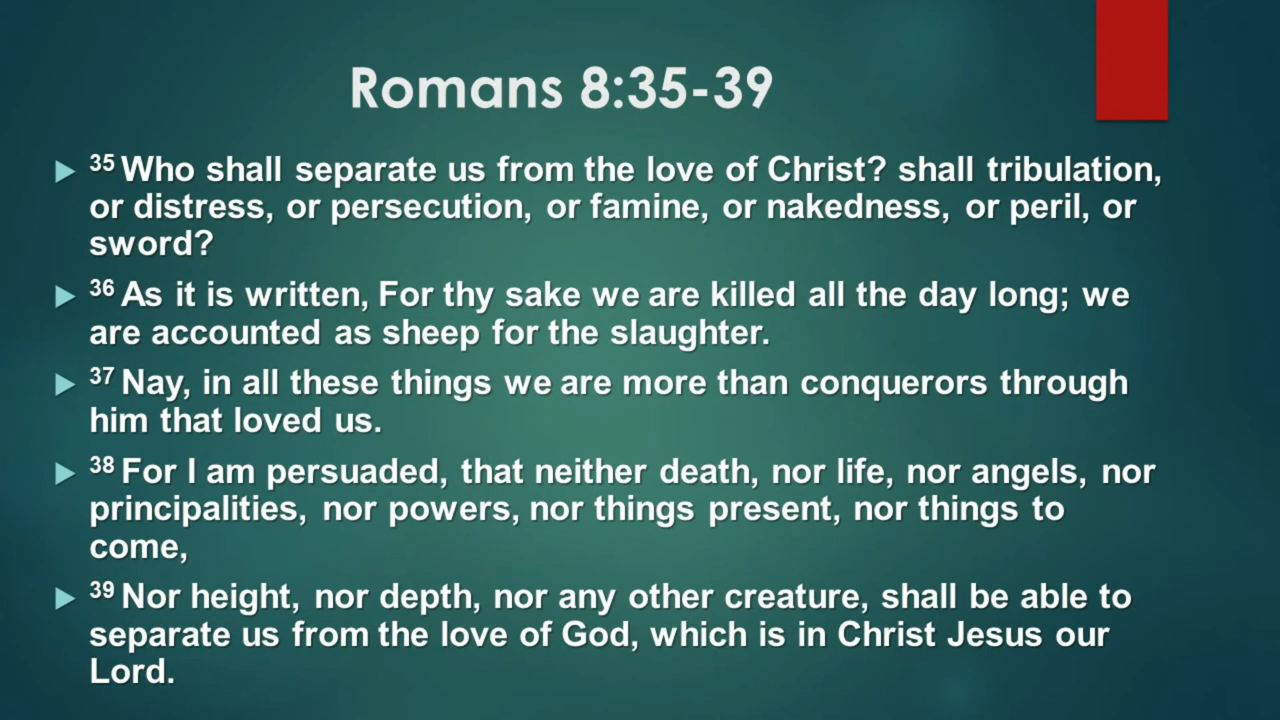 Romans 8:35-39
35 Who shall separate us from the love of Christ? shall tribulation,
or distress, or persecution, or famine, or nakedness, or peril, or
sword?
36 As it is written, For thy sake we are killed all the day long; we
are accounted as sheep for the slaughter.
37 Nay, in all these things we are more than conquerors through
him that loved us.
38 For I am persuaded, that neither death, nor life, nor angels, nor
principalities, nor powers, nor things present, nor things to
come,
39 Nor height, nor depth, nor any other creature, shall be able to
separate us from the love of God, which is in Christ Jesus our
Lord.